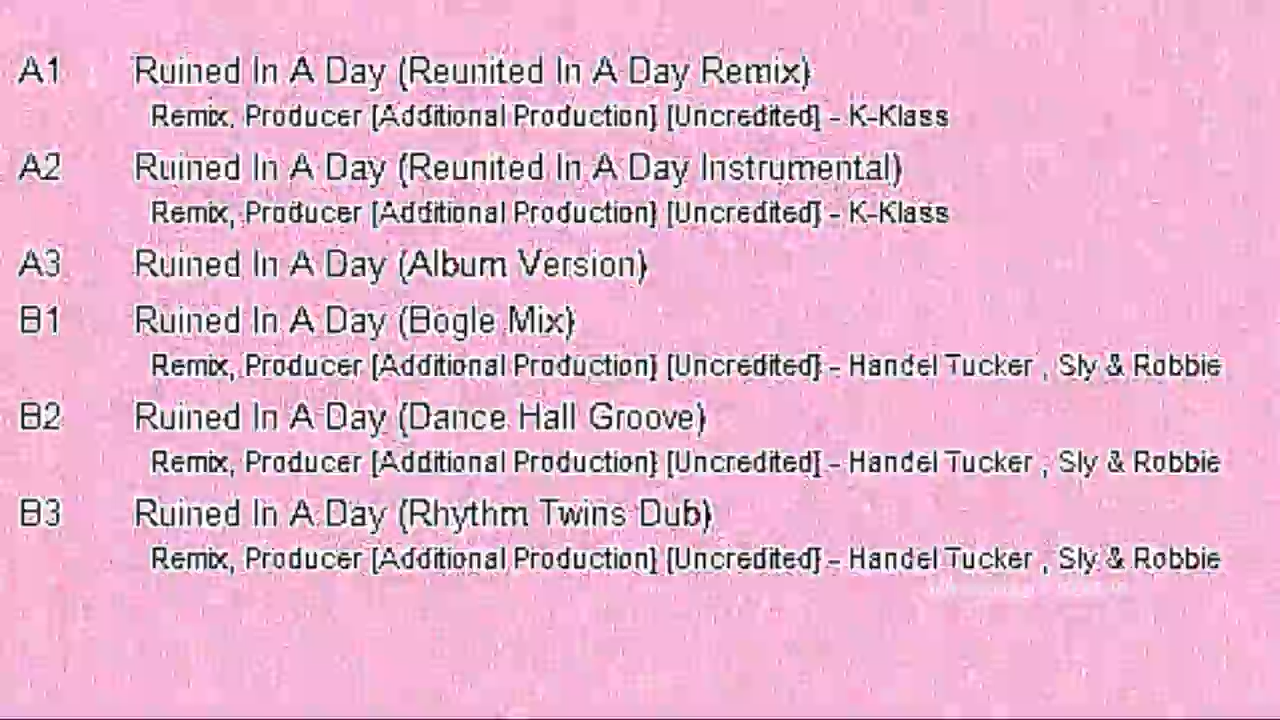 A1 Ruined In A Day (Reunited In A Day Remix)
Remix, Producer [Additional Production] [Uncredited] - K-Klass
A2 Ruined In A Day (Reunited In A Day Instrumental)
Remix, Producer [Additional Production] [Uncredited] - K-Klass
A3 Ruined In A Day (Album Version)
B1 Ruined In A Day (Bogle Mix)
Remix, Producer [Additional Production] [Uncredited] - Handel Tucker , Sly & Robbie
B2 Ruined In A Day (Dance Hall Groove)
Remix, Producer [Additional Production] [Uncredited] - Handel Tucker , Sly & Robbie
B3 Ruined In A Day (Rhythm Twins Dub)
Remix, Producer [Additional Production] [Uncredited] - Handel Tucker , Sly & Robbie